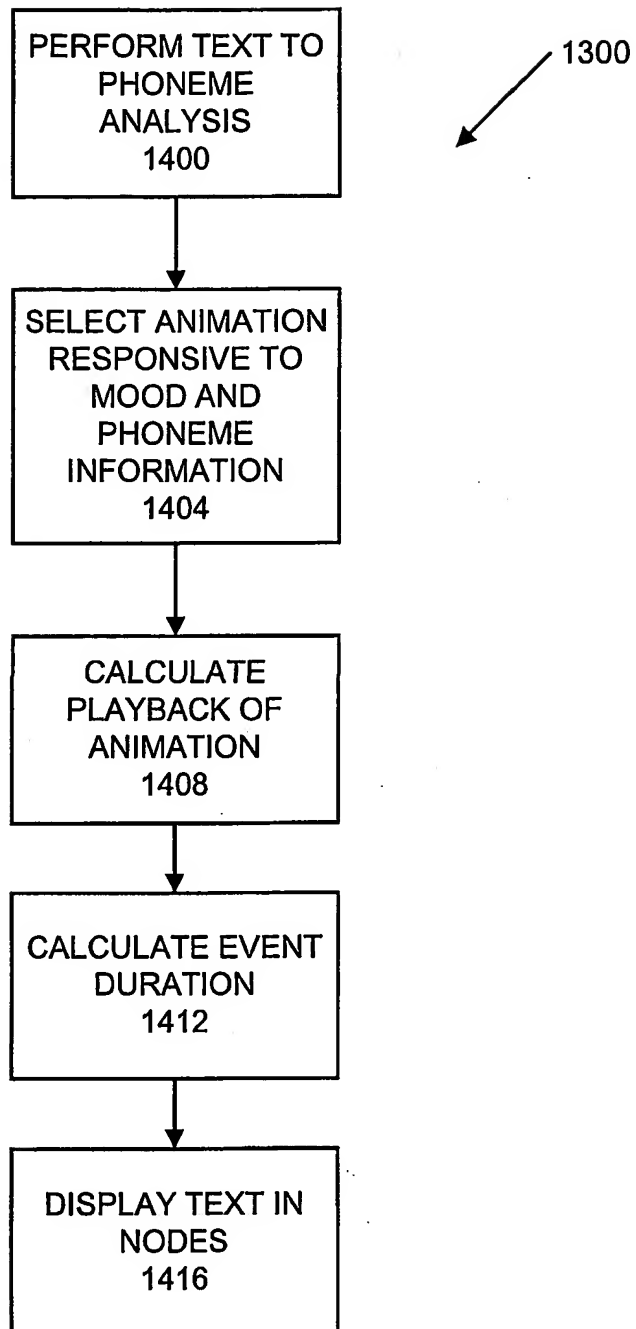 PERFORM TEXT TO
PHONEME
ANALYSIS
1400
1300
SELECT ANIMATION
RESPONSIVE TO
MOOD AND
PHONEME
INFORMATION
1404
CALCULATE
PLAYBACK OF
ANIMATION
1408
CALCULATE EVENT
DURATION
1412
DISPLAY TEXT IN
NODES
1416